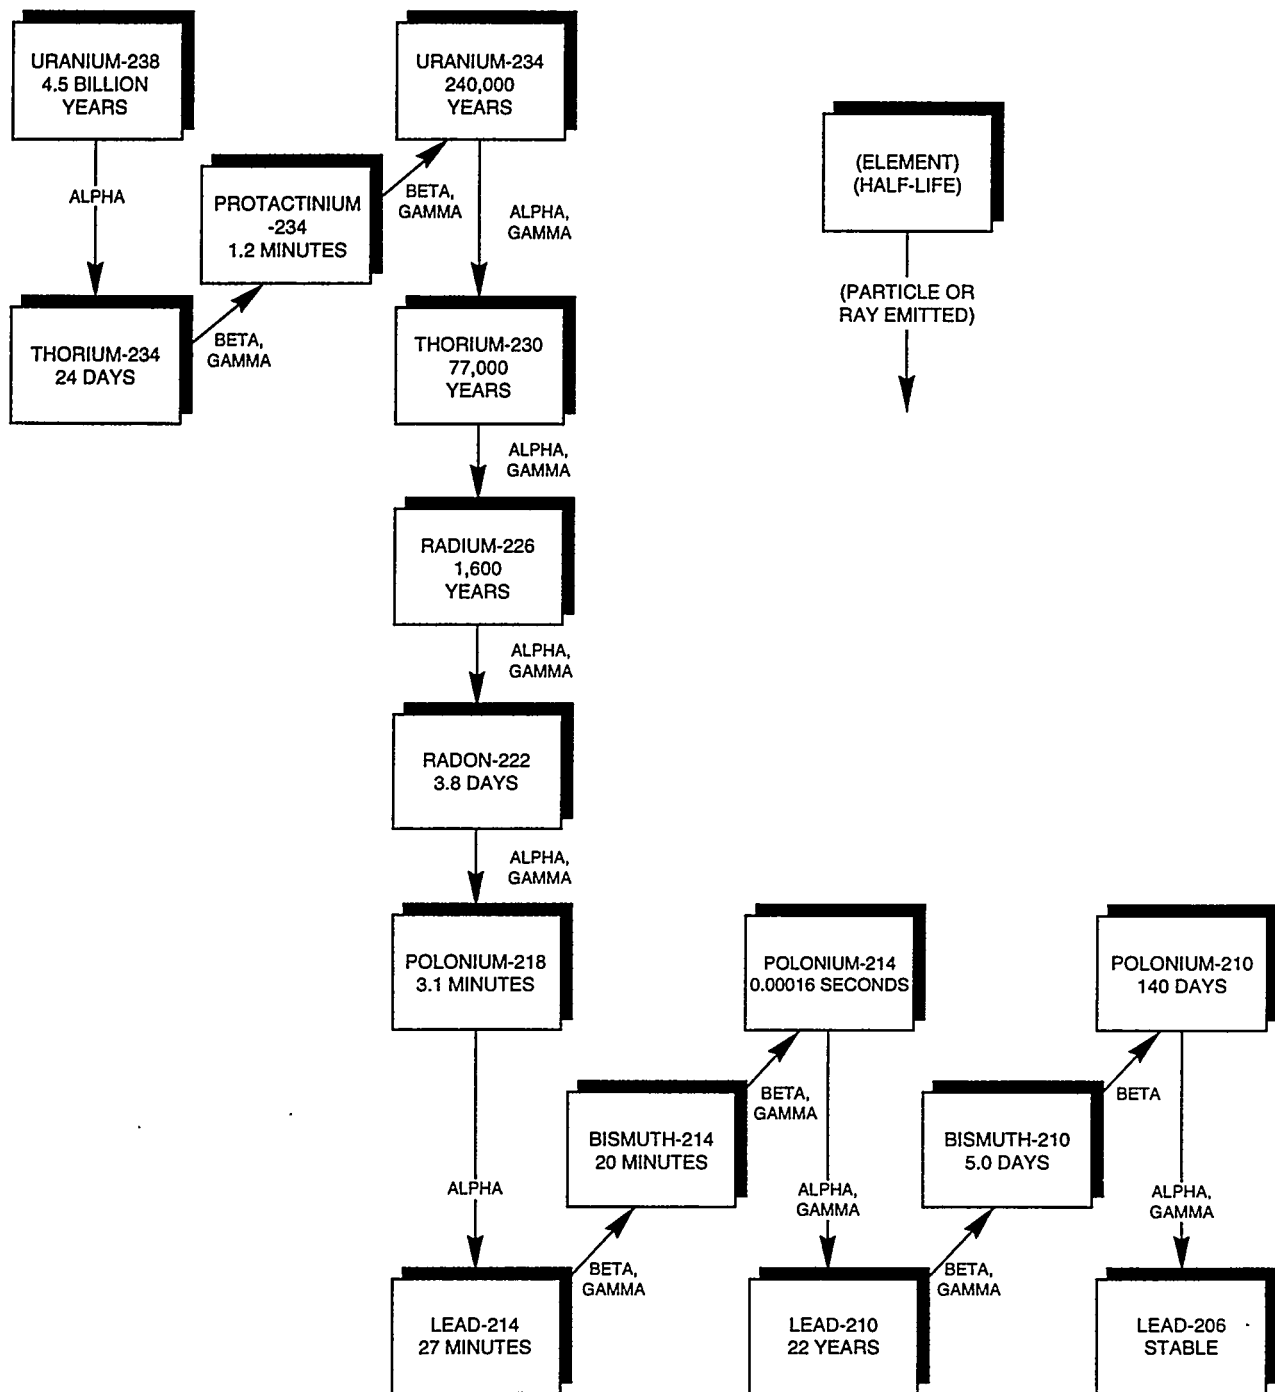 URANIUM-238
4.5 BILLION
YEARS
ALPHA
THORIUM-234
24 DAYS
BETA,
GAMMA
PROTACTINIUM
-234
1.2 MINUTES
BETA,
GAMMA
URANIUM-234
240,000
YEARS
ALPHA,
GAMMA
THORIUM-230
77,000
YEARS
ALPHA,
GAMMA
RADIUM-226
1,600
YEARS
ALPHA,
GAMMA
RADON-222
3.8 DAYS
ALPHA,
GAMMA
POLONIUM-218
3.1 MINUTES
ALPHA
LEAD-214
27 MINUTES
BETA,
GAMMA
BISMUTH-214
20 MINUTES
BETA,
GAMMA
POLONIUM-214
0.00016 SECONDS
ALPHA,
GAMMA
LEAD-210
22 YEARS
BETA,
GAMMA
BISMUTH-210
5.0 DAYS
BETA
POLONIUM-210
140 DAYS
ALPHA,
GAMMA
LEAD-206
STABLE
(ELEMENT)
(HALF-LIFE)
(PARTICLE OR
RAY EMITTED)